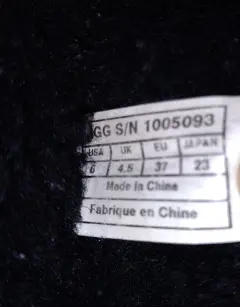 GG S/N 1005093
USA UK EU JAPAN
6 4.5 37 23
Made in China
Fabrique en Chine